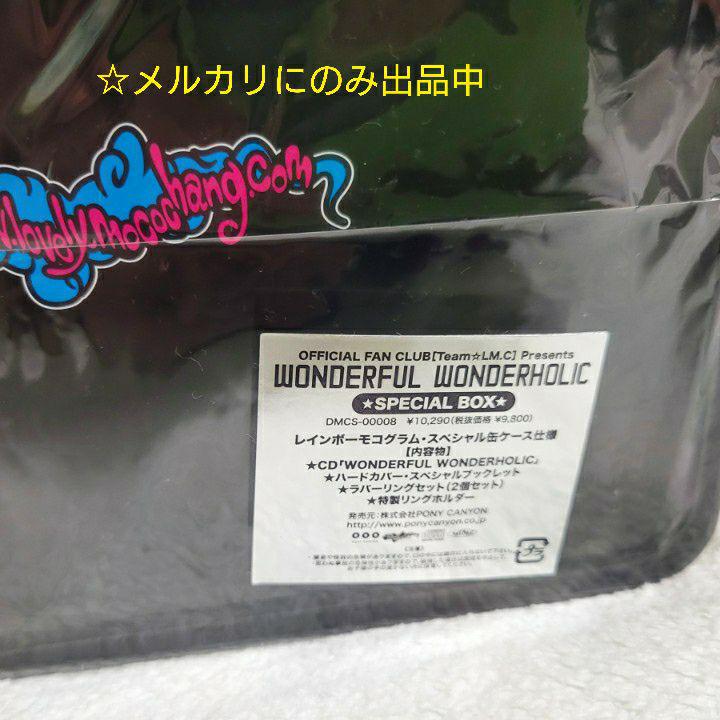 ☆メルカリにのみ出品中
lovely-mocochang.com
OFFICIAL FAN CLUB[Team☆LM.C] Presents
WONDERFUL WONDERHOLIC
★SPECIAL BOX★
DMCS-00008 ¥10,290(税抜価格 ¥9,800)
レインボーモコグラム・スペシャル缶ケース仕様
【内容物】
★CD「WONDERFUL WONDERHOLIC」
★ハードカバー・スペシャルブックレット
★ラバーリングセット(2個セット)
★特製リングホルダー
発売元:株式会社PONY CANYON
http://www.ponycanyon.co.jp
プラ